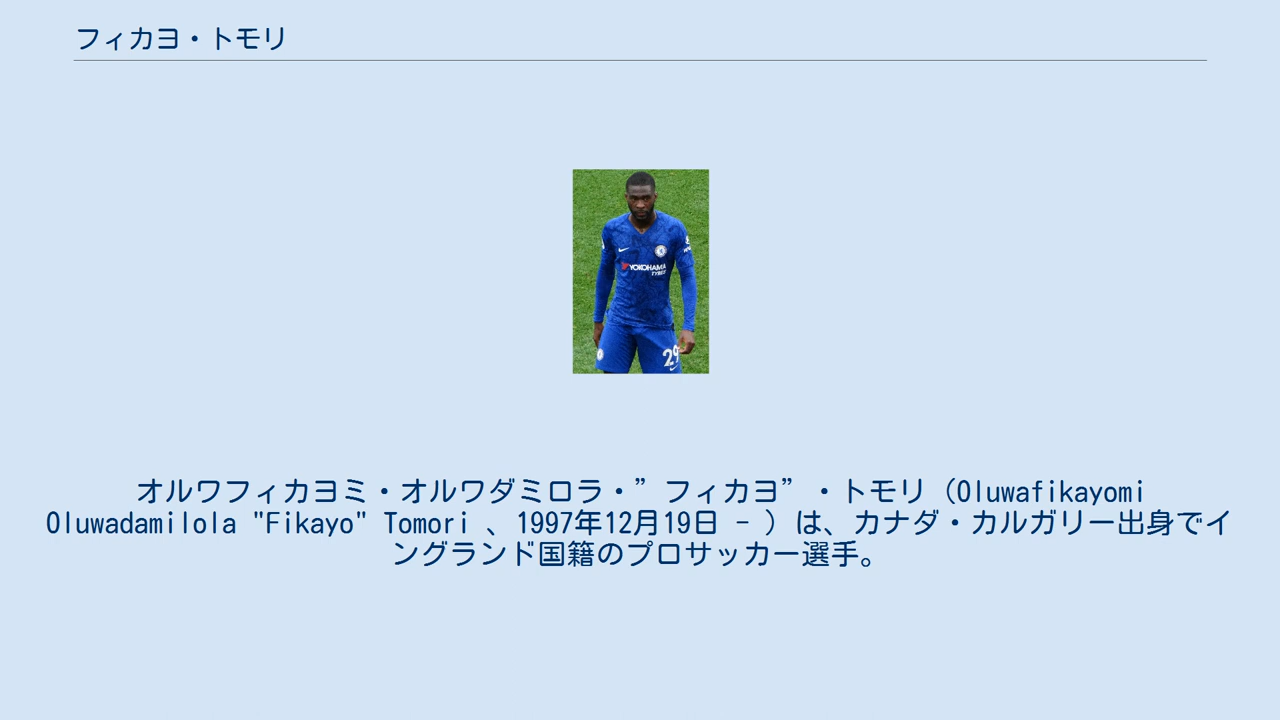 フィカヨ・トモリ
YOKOHAMA
TYRES
29
オルワフィカヨミ・オルワダミロラ・”フィカヨ”・トモリ（Oluwafikayomi
Oluwadamilola "Fikayo" Tomori 、1997年12月19日 - ）は、カナダ・カルガリー出身でイ
ングランド国籍のプロサッカー選手。